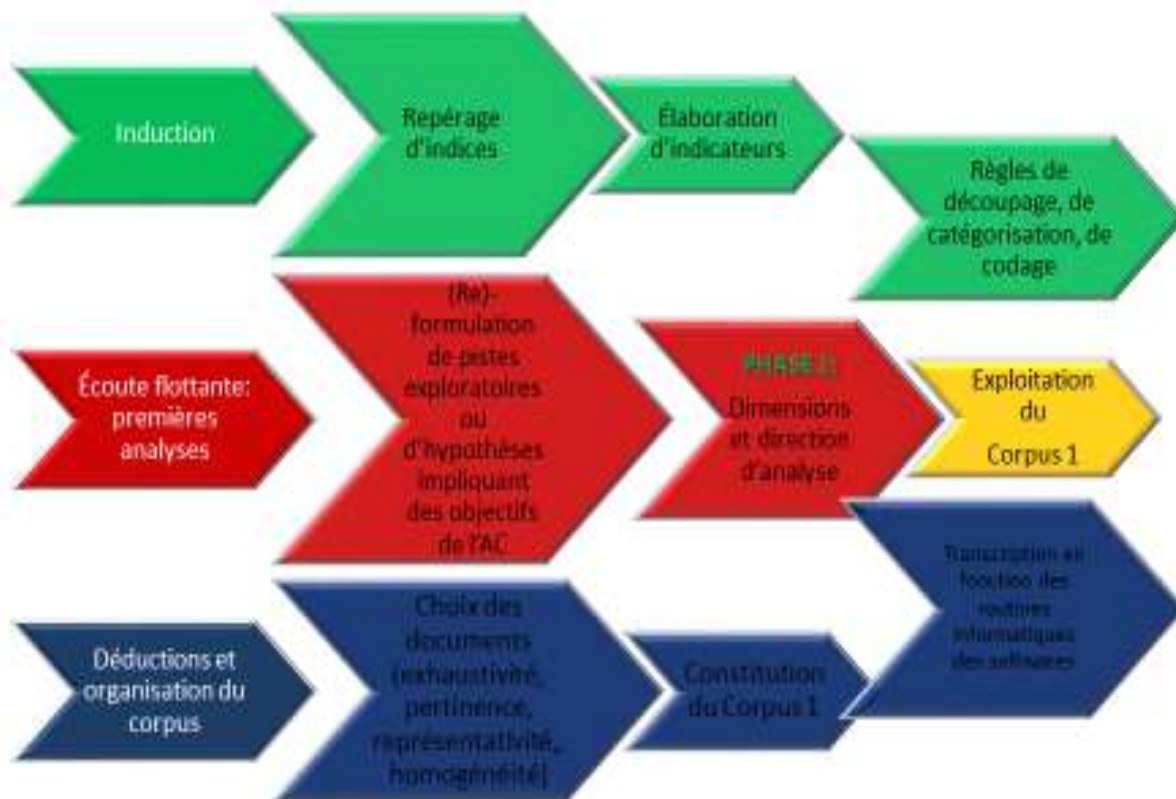 Induction
Repérage
d'indices
Élaboration
d'indicateurs
Règles de
découpage, de
catégorisation, de
codage
Écoute flottante:
premières
analyses
(Re)-
formulation
de pistes
exploratoires
ou
d'hypothèses
impliquant
des objectifs
de l'AC
PHASE
Dimensions
et direction
d'analyse
Exploitation
du
Corpus 1
Déductions et
organisation du
corpus
Choix des
documents
(exhaustivité,
pertinence,
représentativité,
homogénéité)
Constitution
du Corpus 1
Transcription en
fonction des
routines
informatiques
des softwares